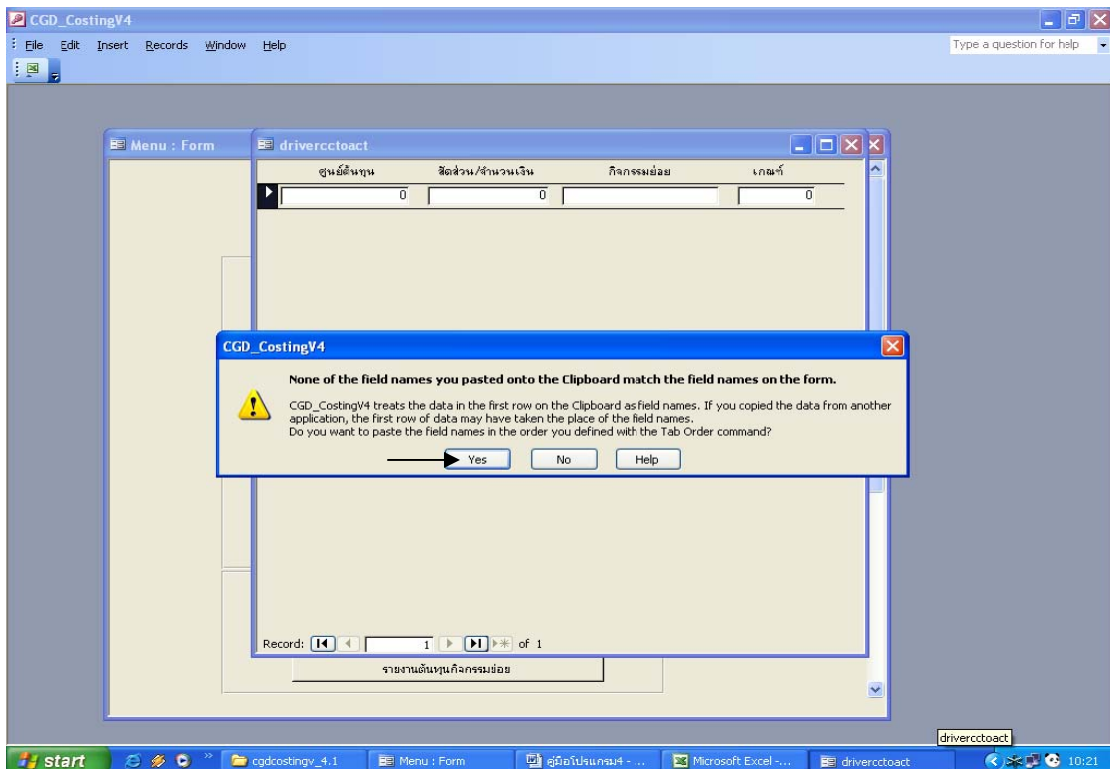 CGD_CostingV4
File Edit Insert Records Window Help
Type a question for help
Menu : Form
drivercctoact
ศูนย์ต้นทุน สัดส่วน/จำนวนเงิน กิจกรรมย่อย เกณฑ์
0 0 0
CGD_CostingV4
None of the field names you pasted onto the Clipboard match the field names on the form.
CGD_CostingV4 treats the data in the first row on the Clipboard as field names. If you copied the data from another
application, the first row of data may have taken the place of the field names.
Do you want to paste the field names in the order you defined with the Tab Order command?
Yes No Help
Record: 1 of 1
รายงานต้นทุนกิจกรรมย่อย
drivercctoact
start cgdcostingv_4.1 Menu : Form คู่มือโปรแกรม4 - ... Microsoft Excel -... drivercctoact 10:21